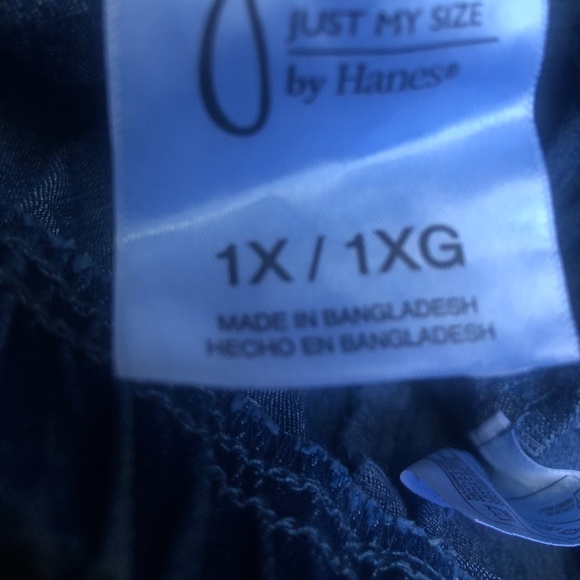 JUST MY SIZE
by Hanes®
1X / 1XG
MADE IN BANGLADESH
HECHO EN BANGLADESH